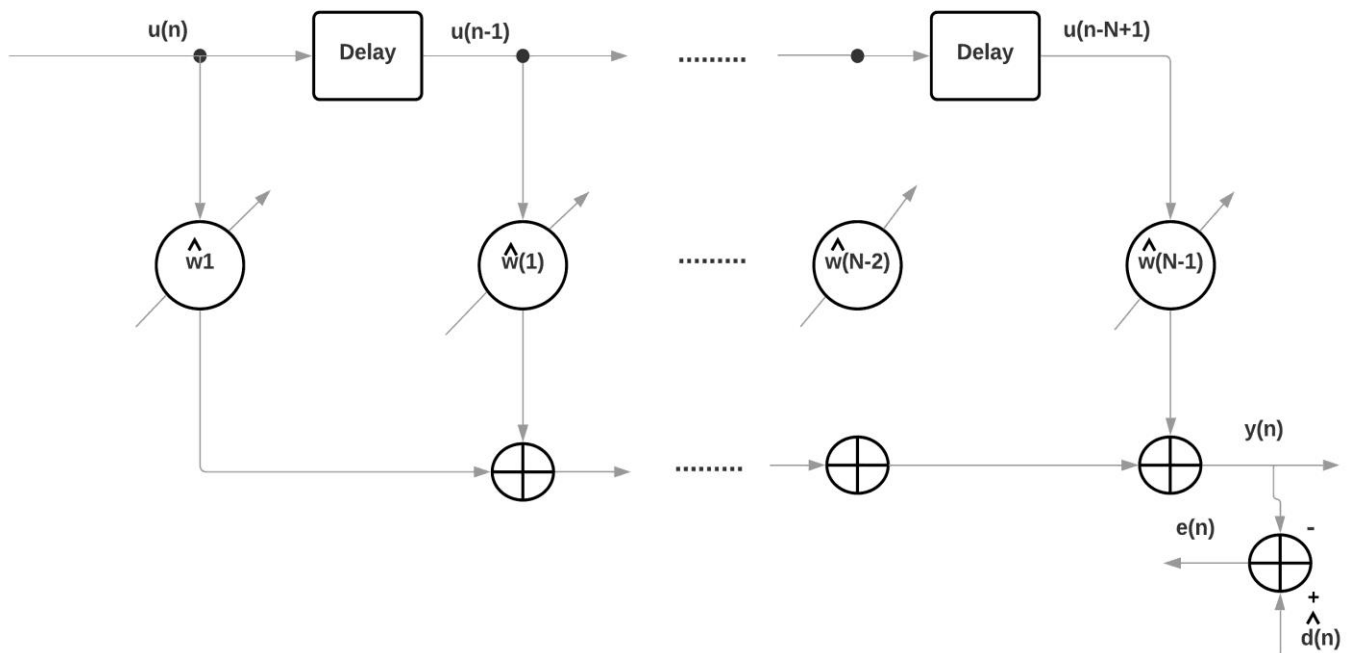 u(n)
Delay
u(n-1)
........
Delay
u(n-N+1)
ŵ1
ŵ(1)
........
ŵ(N-2)
ŵ(N-1)
........
y(n)
e(n)
-
+
d̂(n)